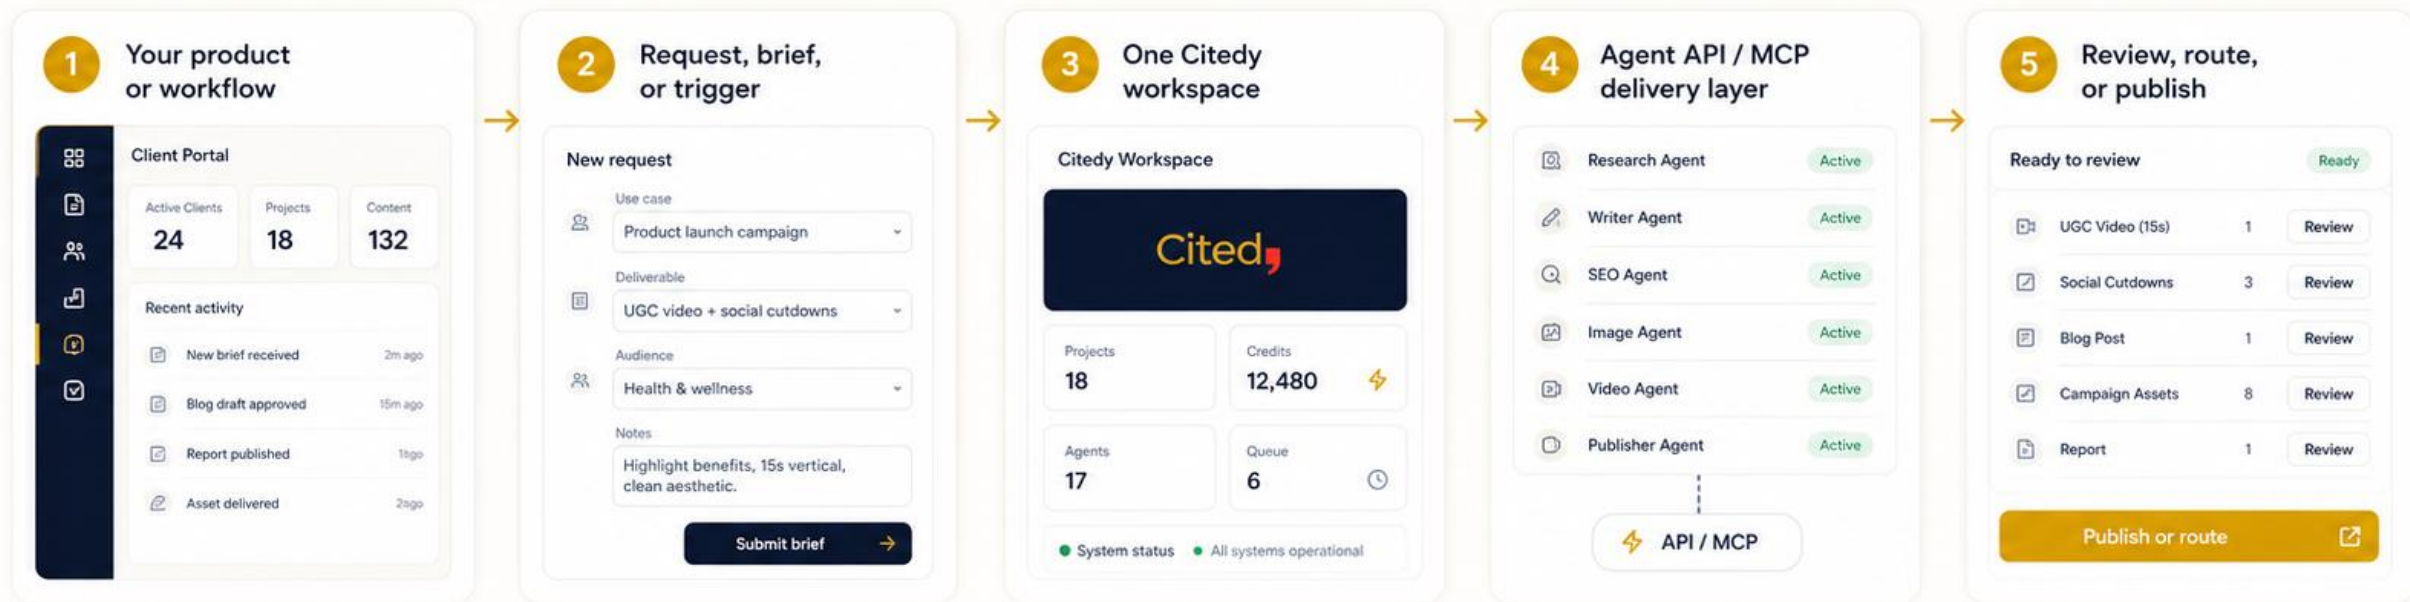 1
Your product
or workflow
Client Portal
Active Clients
24
Projects
18
Content
132
Recent activity
New brief received
2m ago
Blog draft approved
15m ago
Report published
Asset delivered
2
Request, brief,
or trigger
New request
Use case
Product launch campaign
Deliverable
UGC video + social cutdowns
Audience
Health & wellness
Notes
Highlight benefits, 15s vertical,
clean aesthetic.
Submit brief
3
One Citedy
workspace
Citedy Workspace
Cited,
Projects
18
Credits
12,480
Agents
17
Queue
6
System status
All systems operational
4
Agent API / MCP
delivery layer
Research Agent
Active
Writer Agent
Active
SEO Agent
Active
Image Agent
Active
Video Agent
Active
Publisher Agent
Active
API / MCP
5
Review, route,
or publish
Ready to review
Ready
UGC Video (15s)
1
Review
Social Cutdowns
3
Review
Blog Post
1
Review
Campaign Assets
8
Review
Report
1
Review
Publish or route